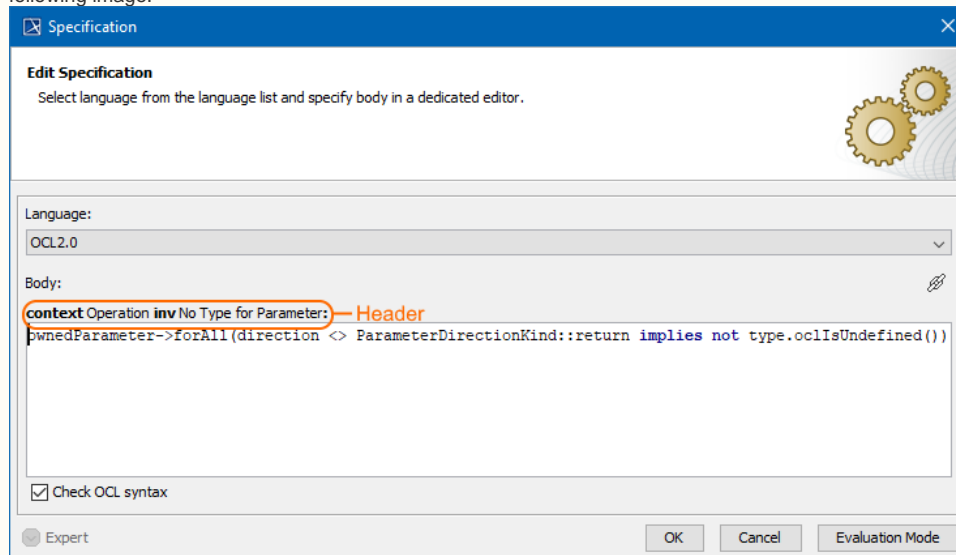 following image:
Specification
Edit Specification
Select language from the language list and specify body in a dedicated editor.
Language:
OCL2.0
Body:
context Operation inv No Type for Parameter: Header
ownedParameter->forAll(direction <> ParameterDirectionKind::return implies not type.oclIsUndefined())
Check OCL syntax
Expert OK Cancel Evaluation Mode